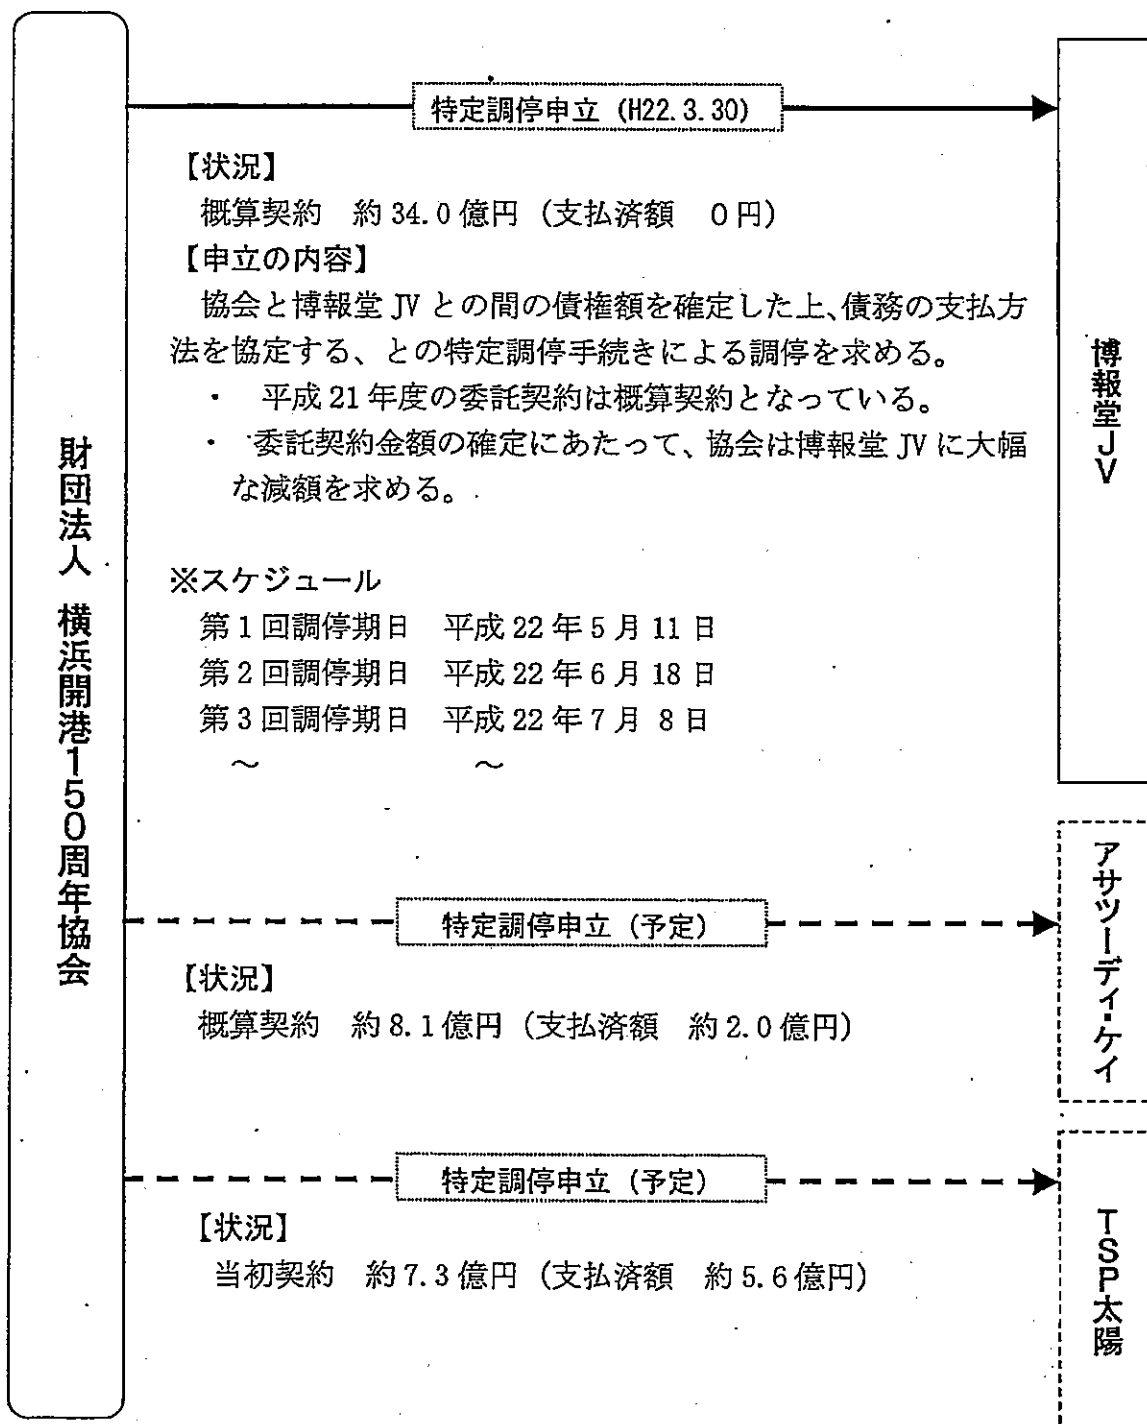 財団法人 横浜開港150周年協会
特定調停申立（H22.3.30）
【状況】
概算契約 約34.0億円（支払済額 0円）
【申立の内容】
協会と博報堂JVとの間の債権額を確定した上、債務の支払方
法を協定する、との特定調停手続きによる調停を求める。
・ 平成21年度の委託契約は概算契約となっている。
・ 委託契約金額の確定にあたって、協会は博報堂JVに大幅
な減額を求める。
※スケジュール
第1回調停期日 平成22年5月11日
第2回調停期日 平成22年6月18日
第3回調停期日 平成22年7月 8日
～ ～
博報堂JV
特定調停申立（予定）
【状況】
概算契約 約8.1億円（支払済額 約2.0億円）
アサツーディ・ケイ
特定調停申立（予定）
【状況】
当初契約 約7.3億円（支払済額 約5.6億円）
TSP太陽